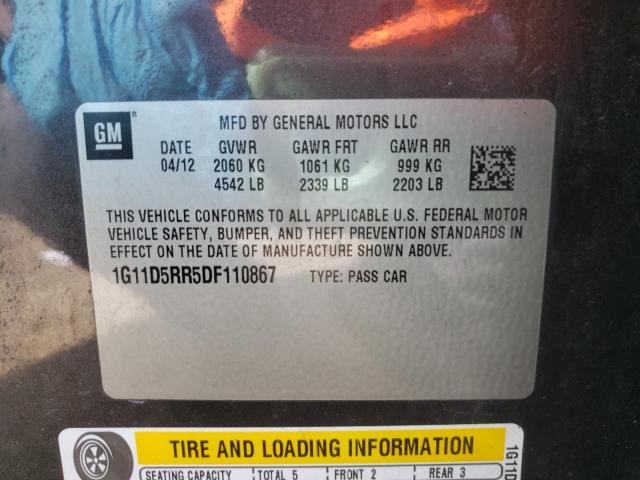 GM
®
MFD BY GENERAL MOTORS LLC
DATE GVWR GAWR FRT GAWR RR
04/12 2060 KG 1061 KG 999 KG
4542 LB 2339 LB 2203 LB
THIS VEHICLE CONFORMS TO ALL APPLICABLE U.S. FEDERAL MOTOR
VEHICLE SAFETY, BUMPER, AND THEFT PREVENTION STANDARDS IN
EFFECT ON THE DATE OF MANUFACTURE SHOWN ABOVE.
1G11D5RR5DF110867 TYPE: PASS CAR
TIRE AND LOADING INFORMATION
SEATING CAPACITY TOTAL 5 FRONT 2 REAR 3
1G11D